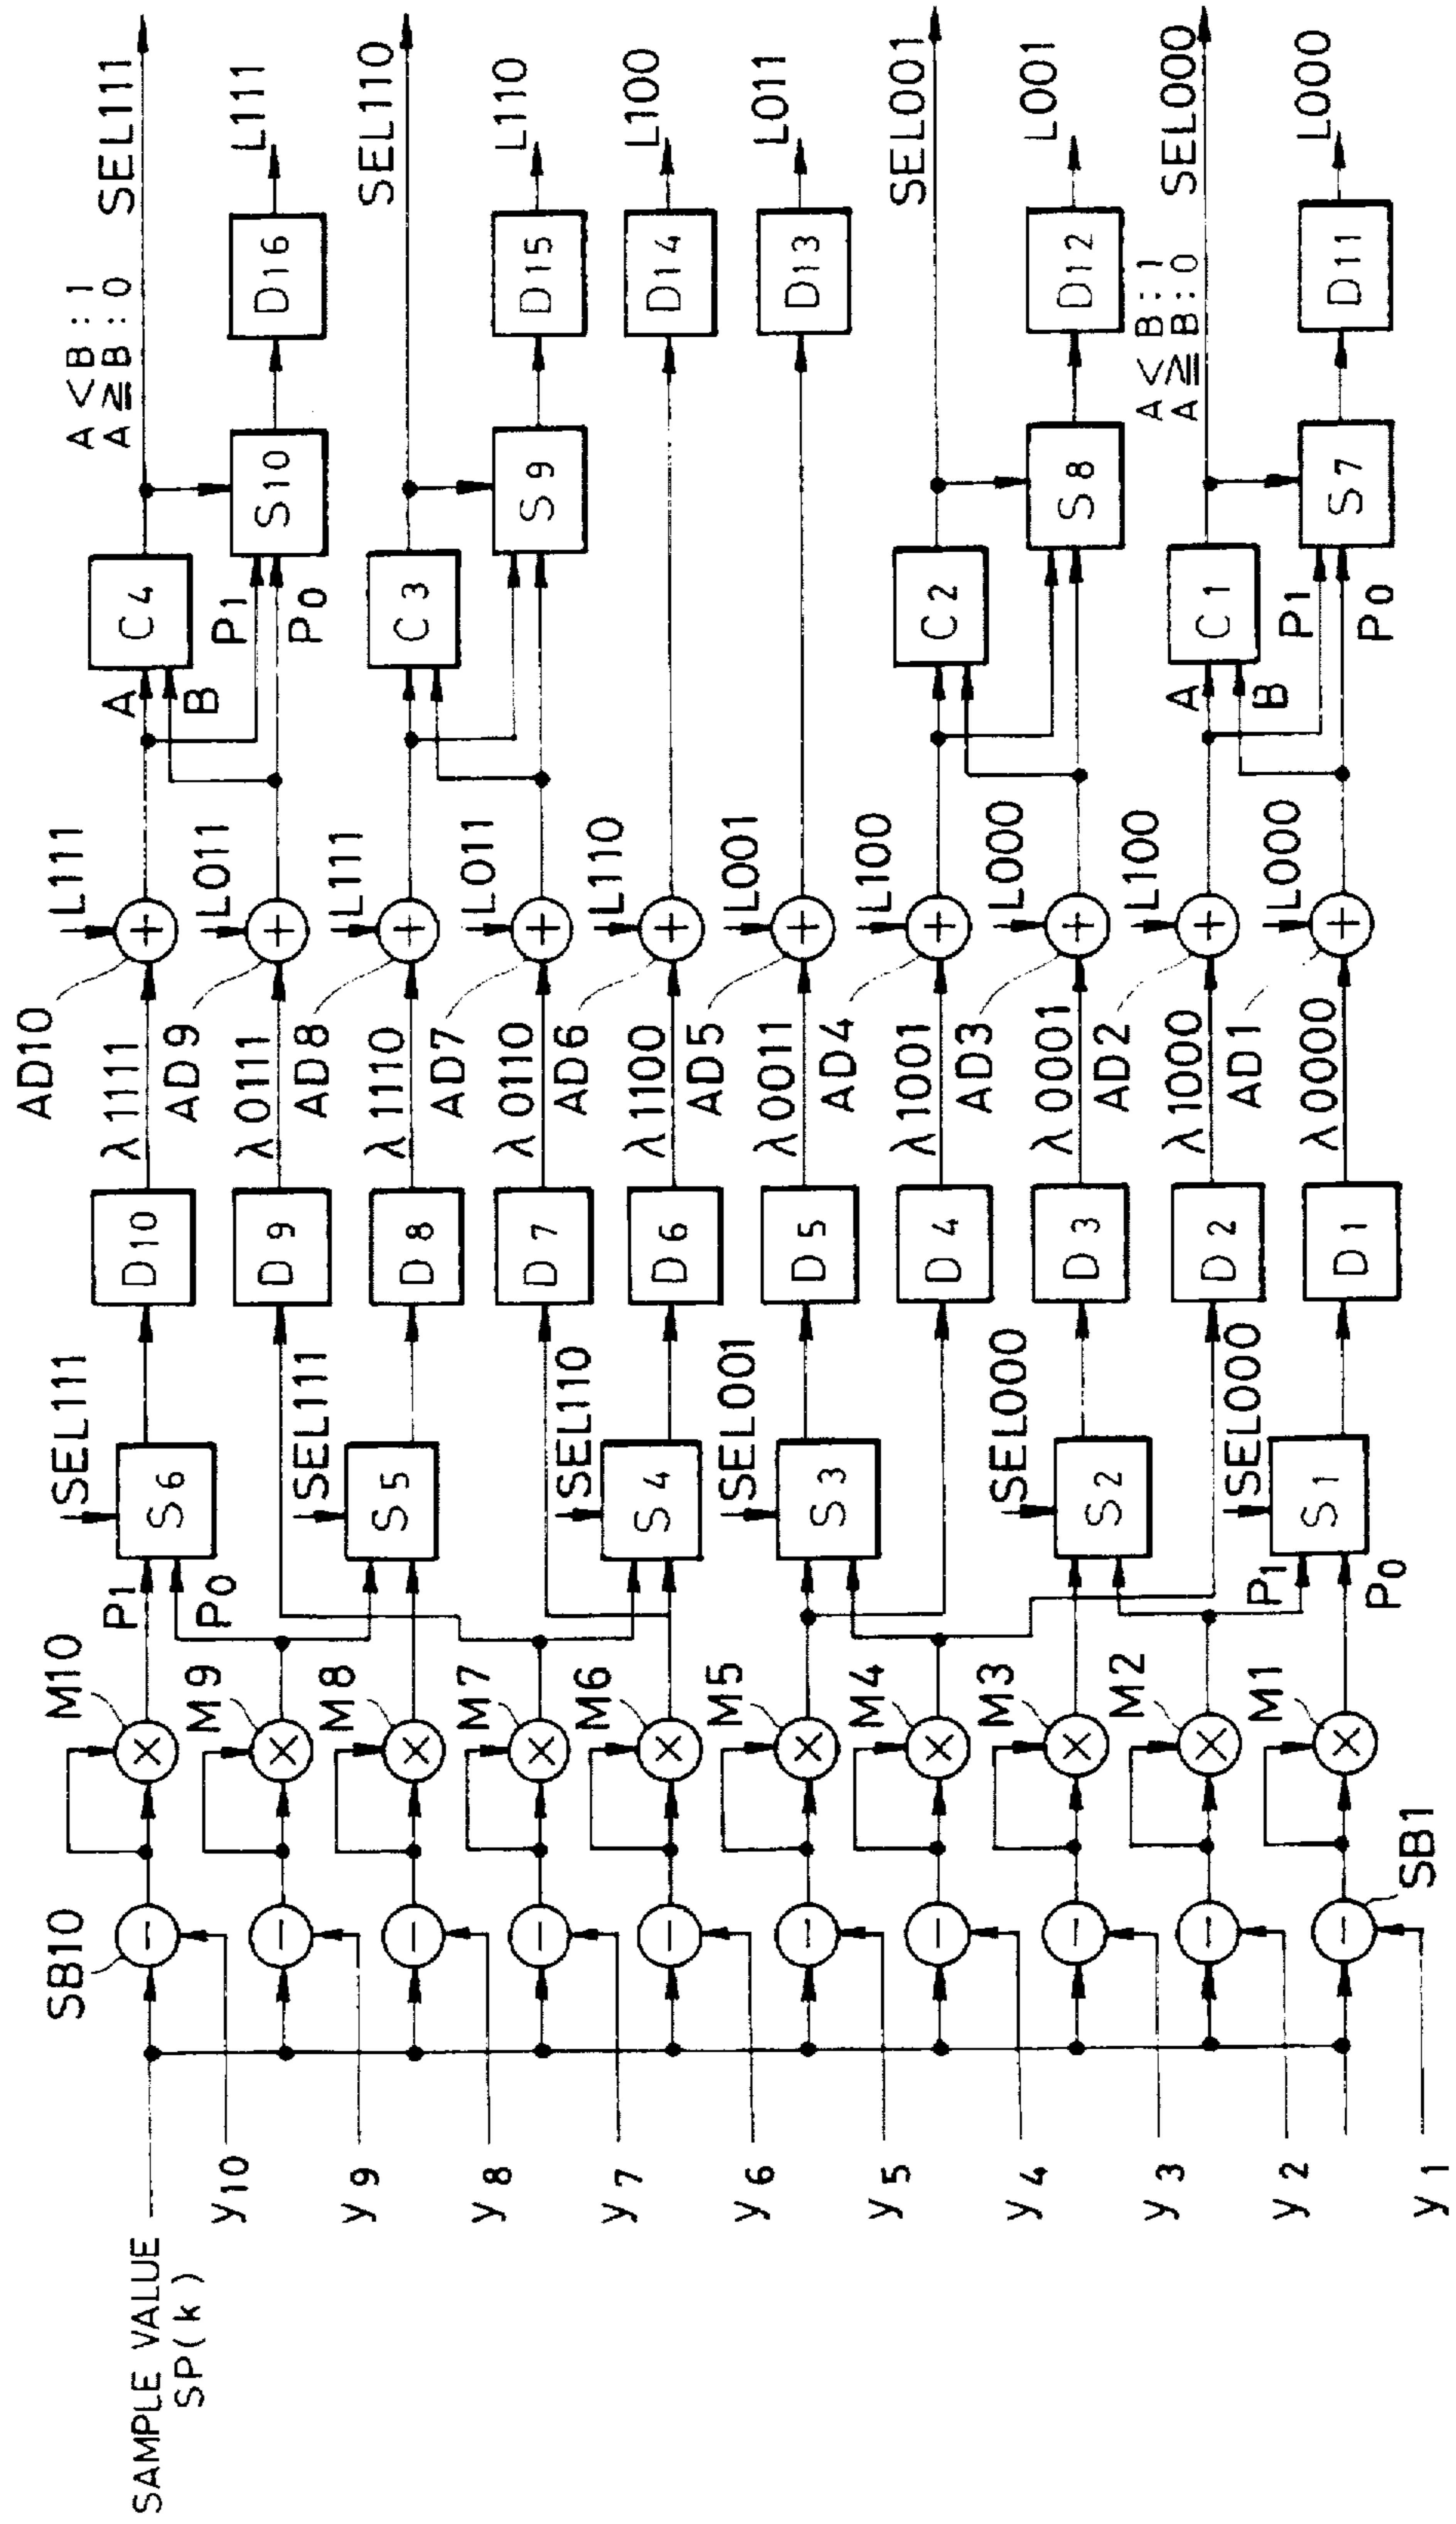 SAMPLE VALUE
SP(k)
y10
y9
y8
y7
y6
y5
y4
y3
y2
y1
SB10
SB1
M10
M9
M8
M7
M6
M5
M4
M3
M2
M1
P1
P0
P1
P0
SEL111
SEL111
SEL110
SEL001
SEL000
SEL000
S6
S5
S4
S3
S2
S1
D10
D9
D8
D7
D6
D5
D4
D3
D2
D1
λ1111
λ0111
λ1110
λ0110
λ1100
λ0011
λ1001
λ0001
λ1000
λ0000
AD10
AD9
AD8
AD7
AD6
AD5
AD4
AD3
AD2
AD1
L111
L011
L111
L011
L110
L001
L100
L000
L100
L000
A
B
A
B
C4
C3
C2
C1
P1
P0
P1
P0
S10
S9
S8
S7
A<B:1
A≧B:0
A<B:1
A≧B:0
D16
D15
D14
D13
D12
D11
SEL111
L111
SEL110
L110
L100
L011
SEL001
L001
SEL000
L000